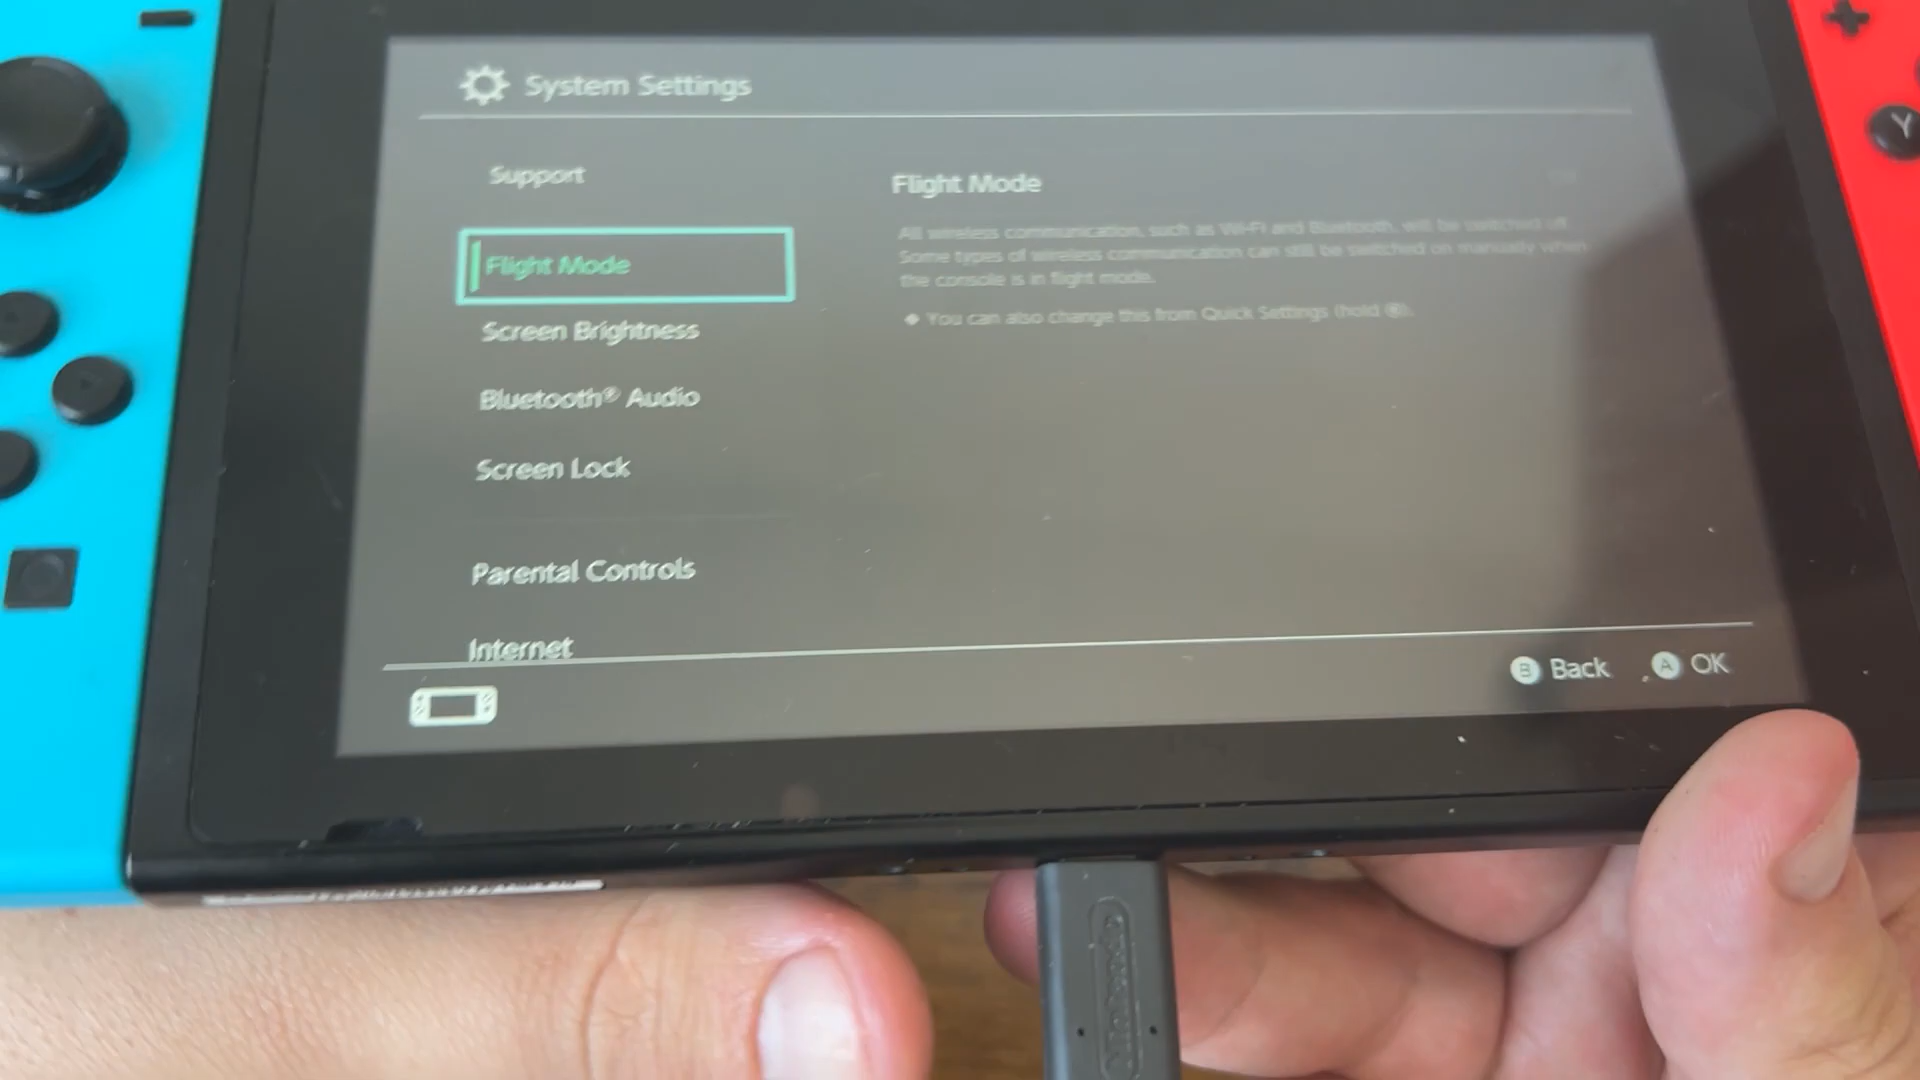 System Settings
Support
Flight Mode
Screen Brightness
Bluetooth® Audio
Screen Lock
Parental Controls
Internet
Flight Mode
All wireless communication, such as Wi-Fi and Bluetooth, will be switched off.
Some types of wireless communication can still be switched on manually when
the console is in flight mode.
◆ You can also change this from Quick Settings (hold
B Back
A OK
Y
Nintendo